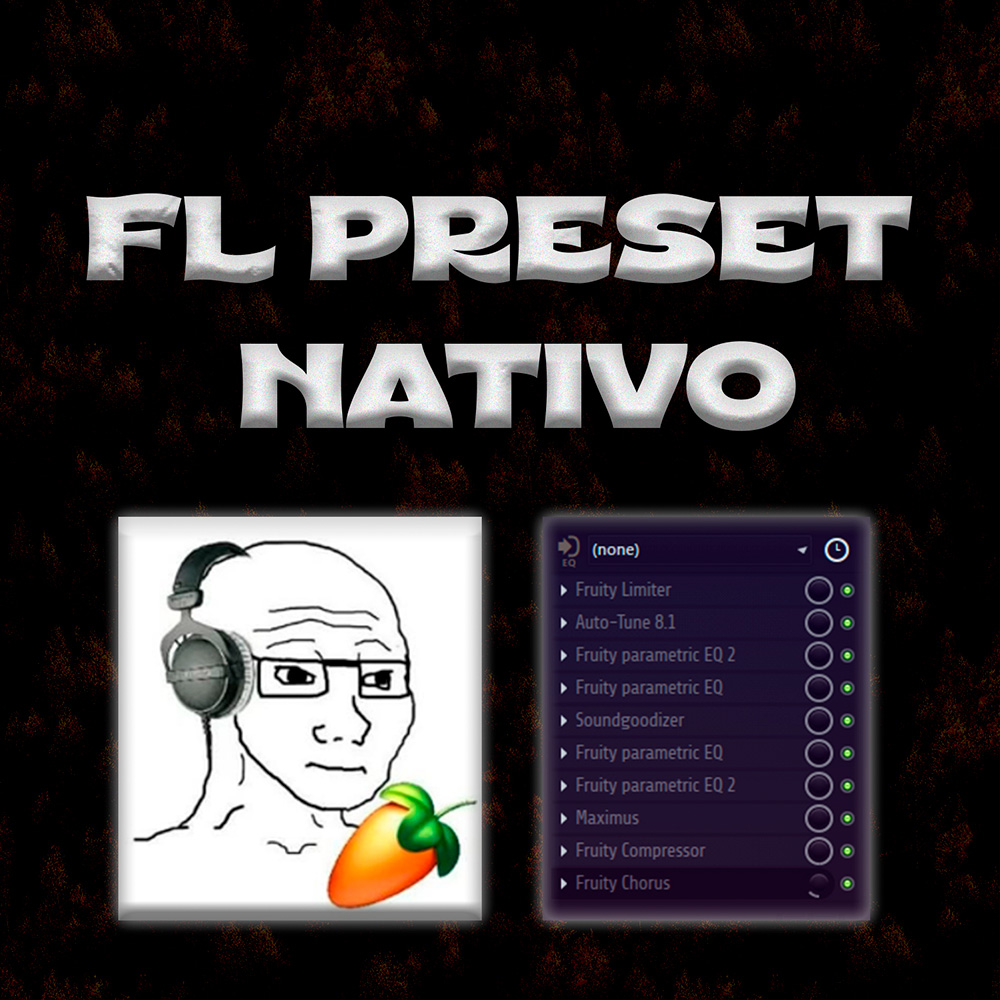 FL PRESET
NATIVO
(none)
EQ
Fruity Limiter
Auto-Tune 8.1
Fruity parametric EQ 2
Fruity parametric EQ
Soundgoodizer
Fruity parametric EQ
Fruity parametric EQ 2
Maximus
Fruity Compressor
Fruity Chorus